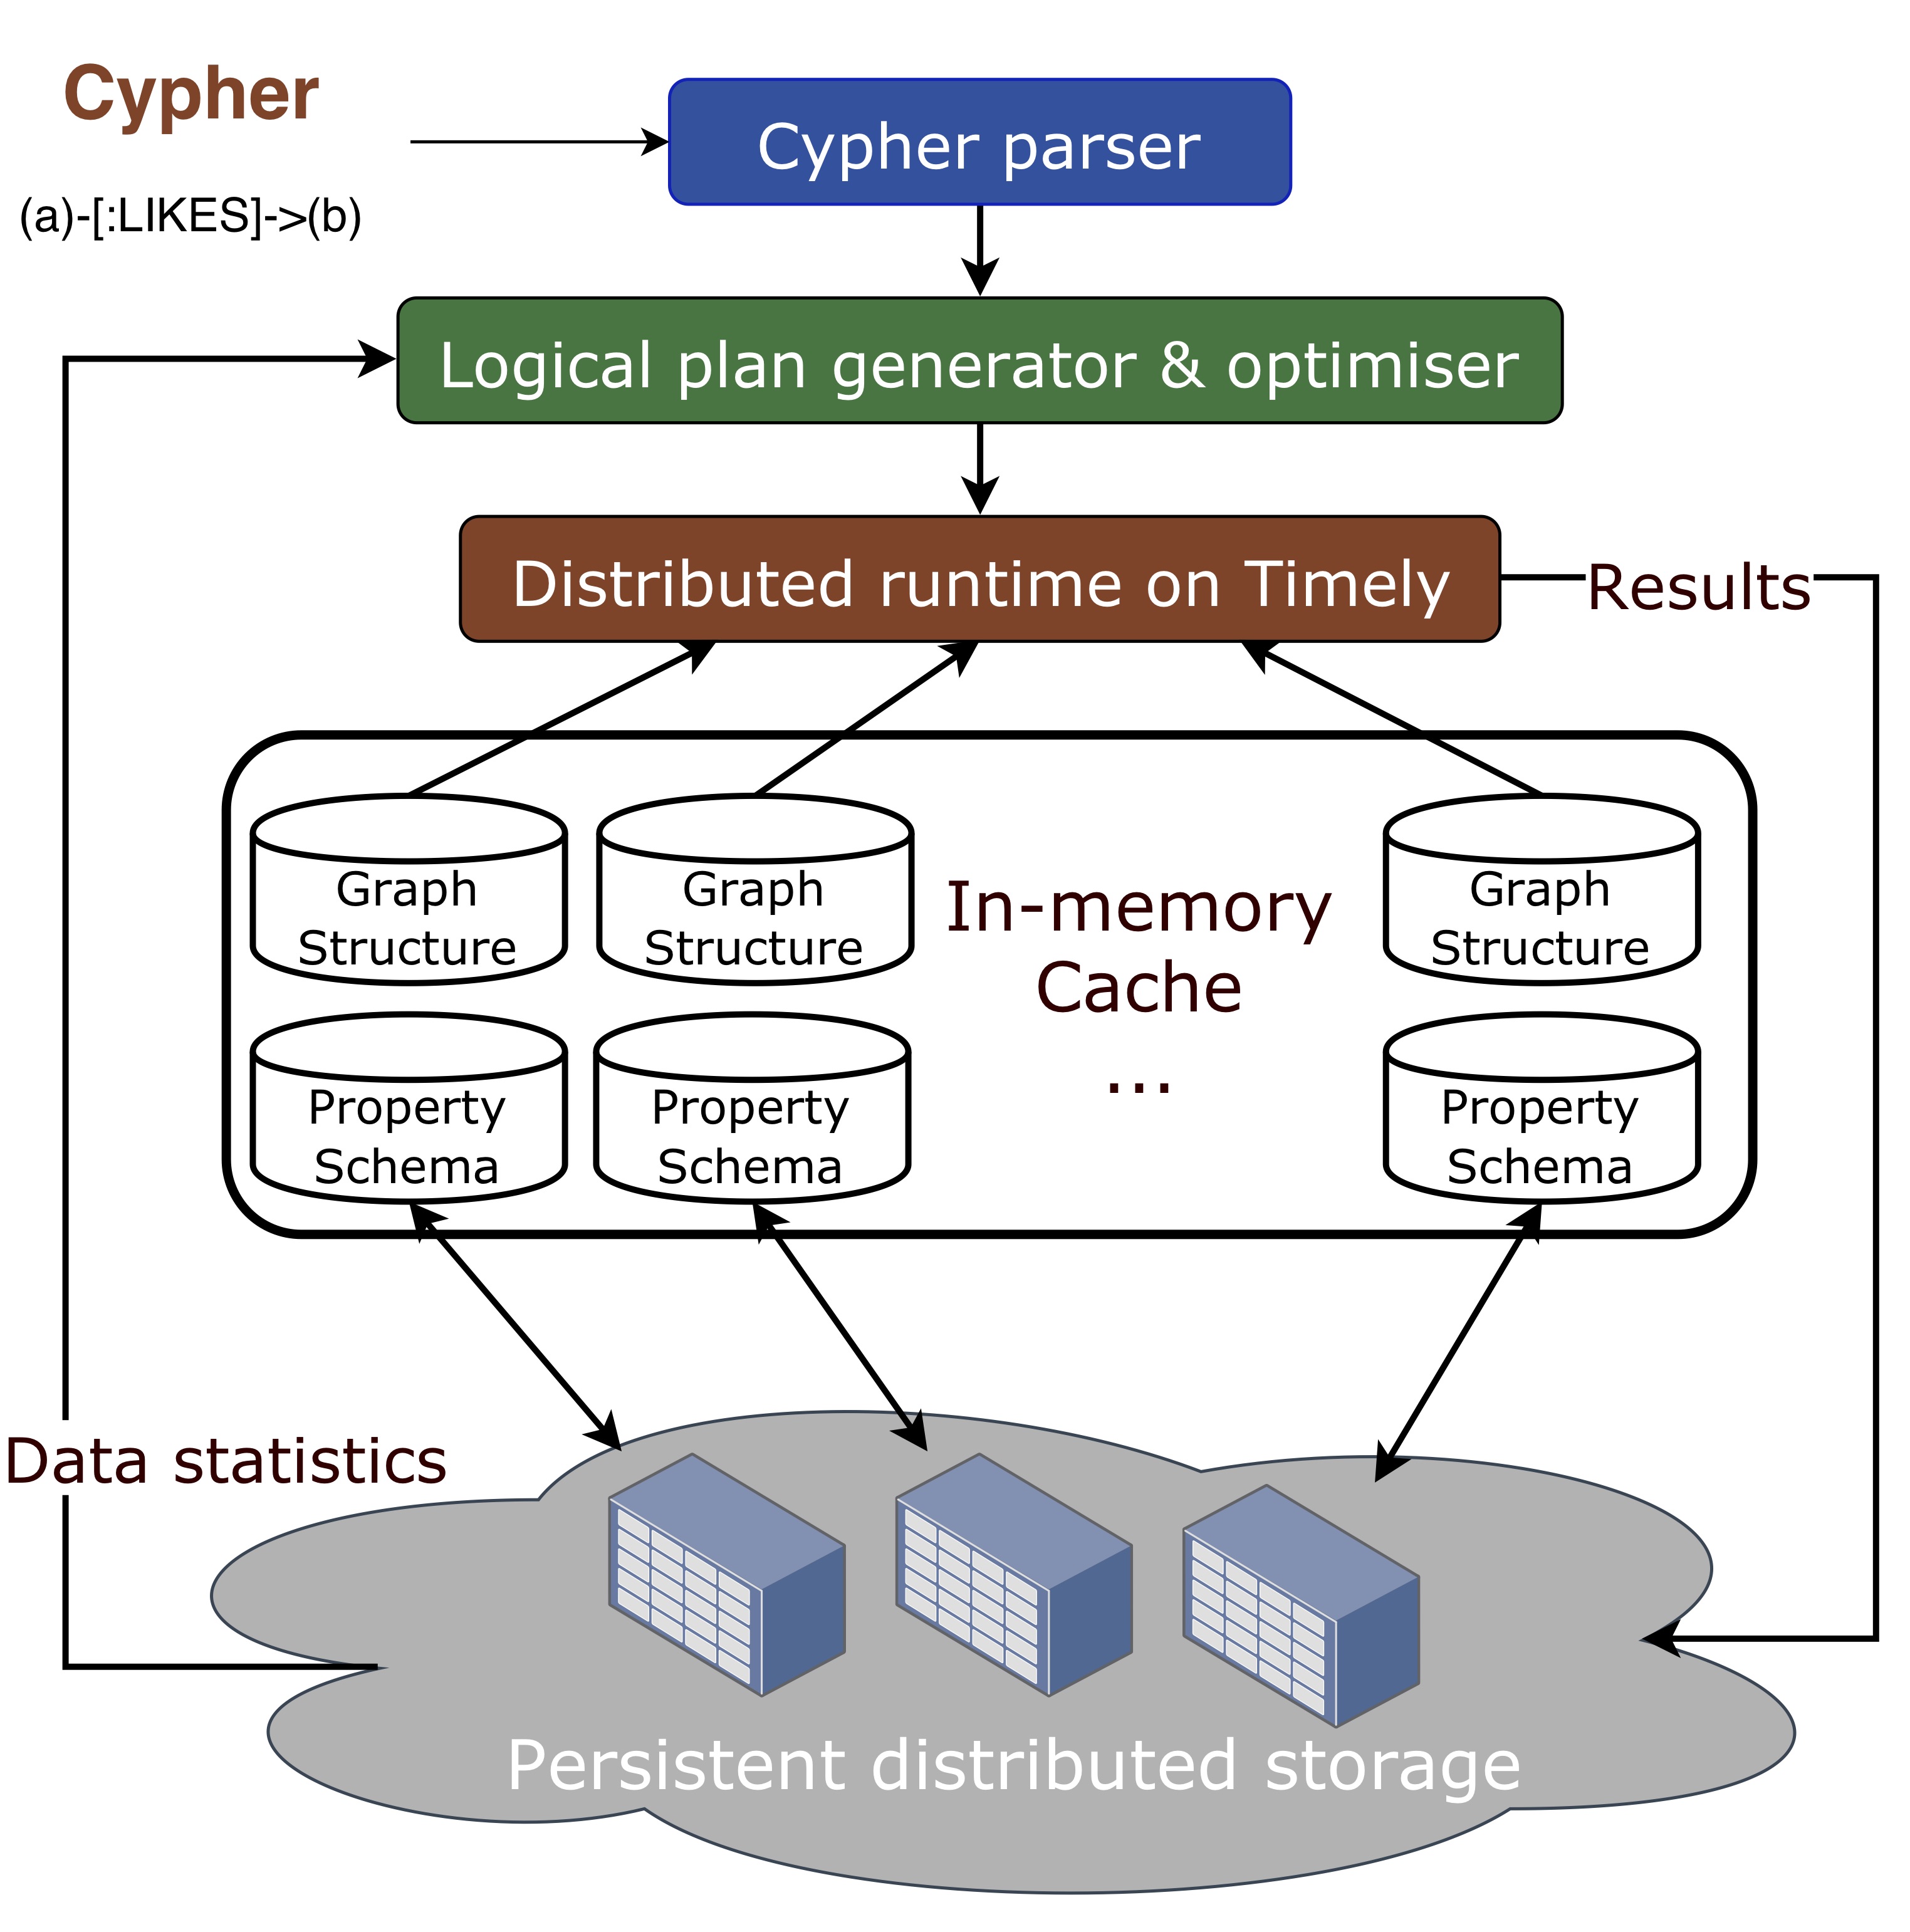 Cypher
(a)-[:LIKES]->(b)
Cypher parser
Logical plan generator & optimiser
Distributed runtime on Timely
Results
Graph
Structure
Graph
Structure
In-memory
Cache
...
Graph
Structure
Property
Schema
Property
Schema
Property
Schema
Data statistics
Persistent distributed storage